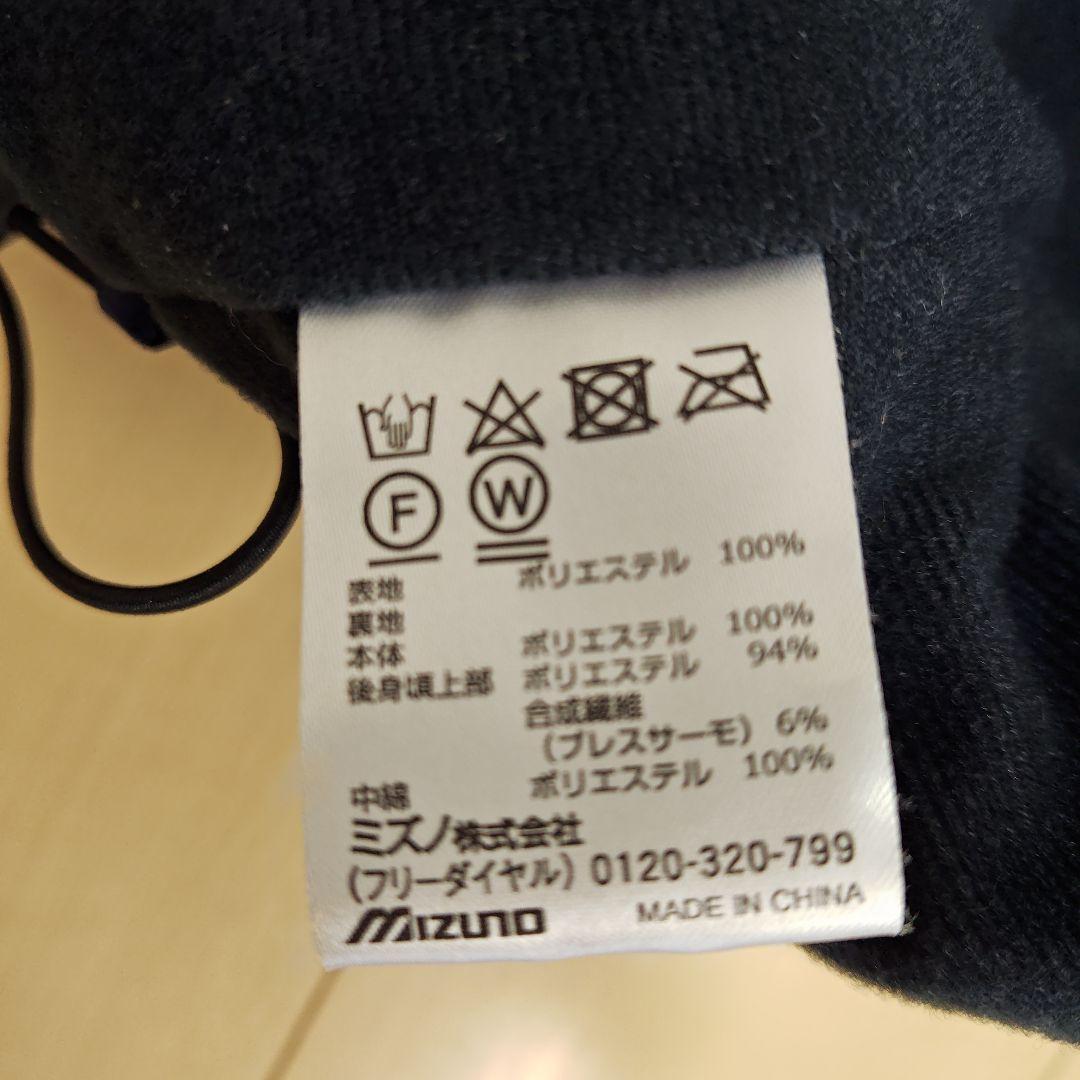 F W
表地 ポリエステル 100%
裏地
本体 ポリエステル 100%
後身頃上部 ポリエステル 94%
合成繊維
(ブレスサーモ) 6%
中綿 ポリエステル 100%
ミズノ株式会社
(フリーダイヤル) 0120-320-799
MIZUNO MADE IN CHINA